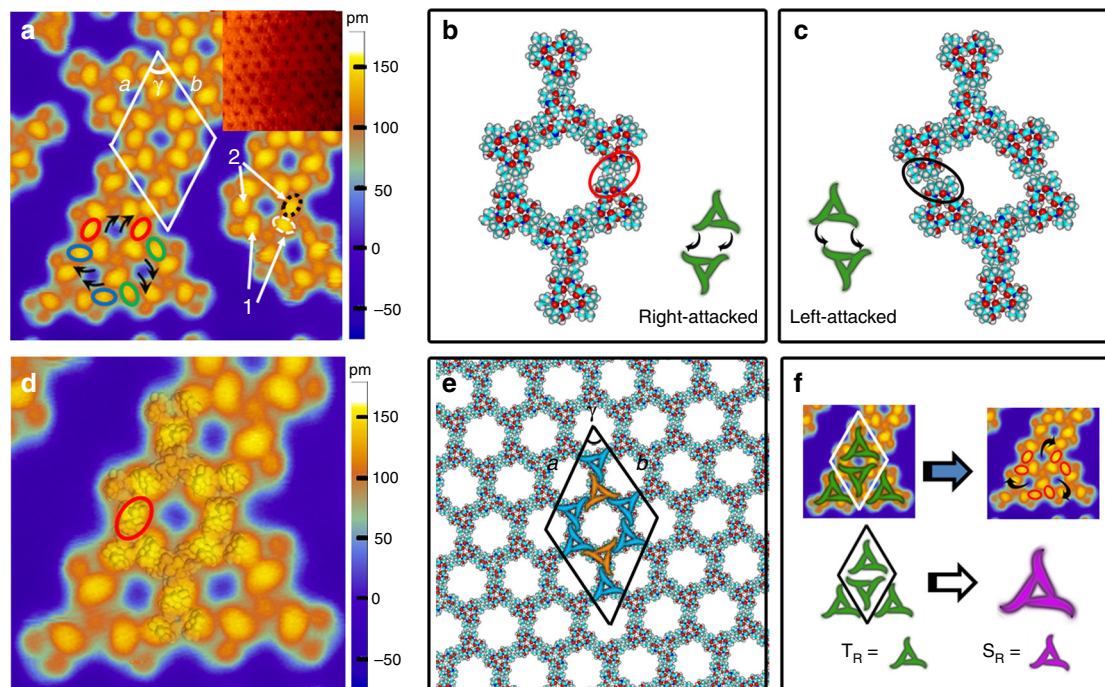 a
pm
150
100
50
0
–50
a
γ
b
2
1
b
Right-attacked
c
Left-attacked
d
pm
150
100
50
0
–50
e
γ
a
b
f
T_R =
S_R =